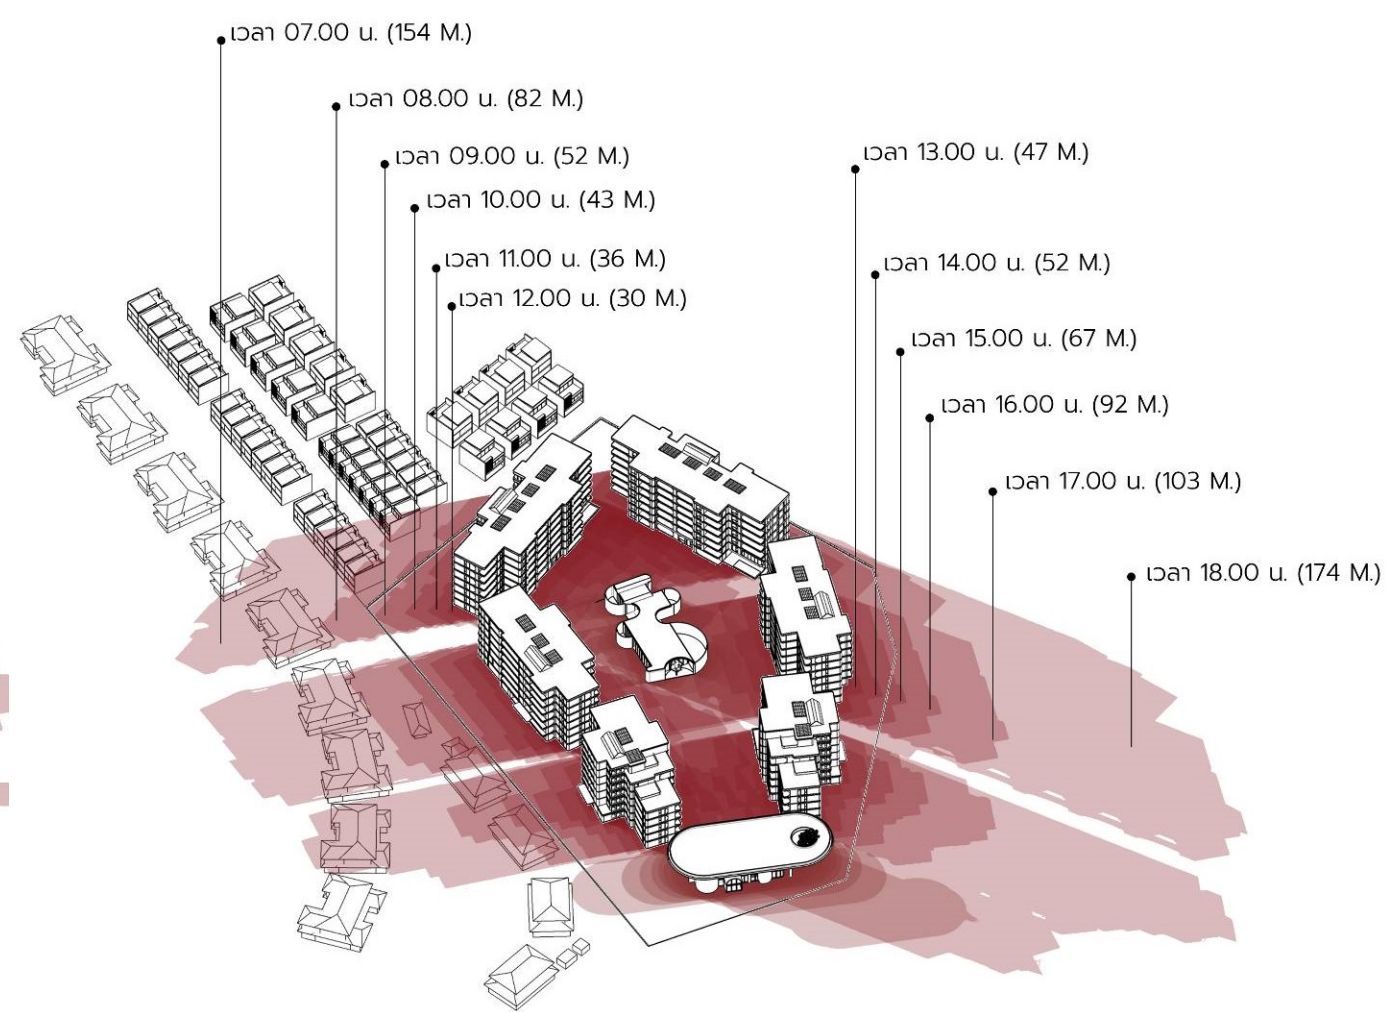 เวลา 07.00 น. (154 M.)
เวลา 08.00 น. (82 M.)
เวลา 09.00 น. (52 M.)
เวลา 10.00 น. (43 M.)
เวลา 11.00 น. (36 M.)
เวลา 12.00 น. (30 M.)
เวลา 13.00 น. (47 M.)
เวลา 14.00 น. (52 M.)
เวลา 15.00 น. (67 M.)
เวลา 16.00 น. (92 M.)
เวลา 17.00 น. (103 M.)
เวลา 18.00 น. (174 M.)